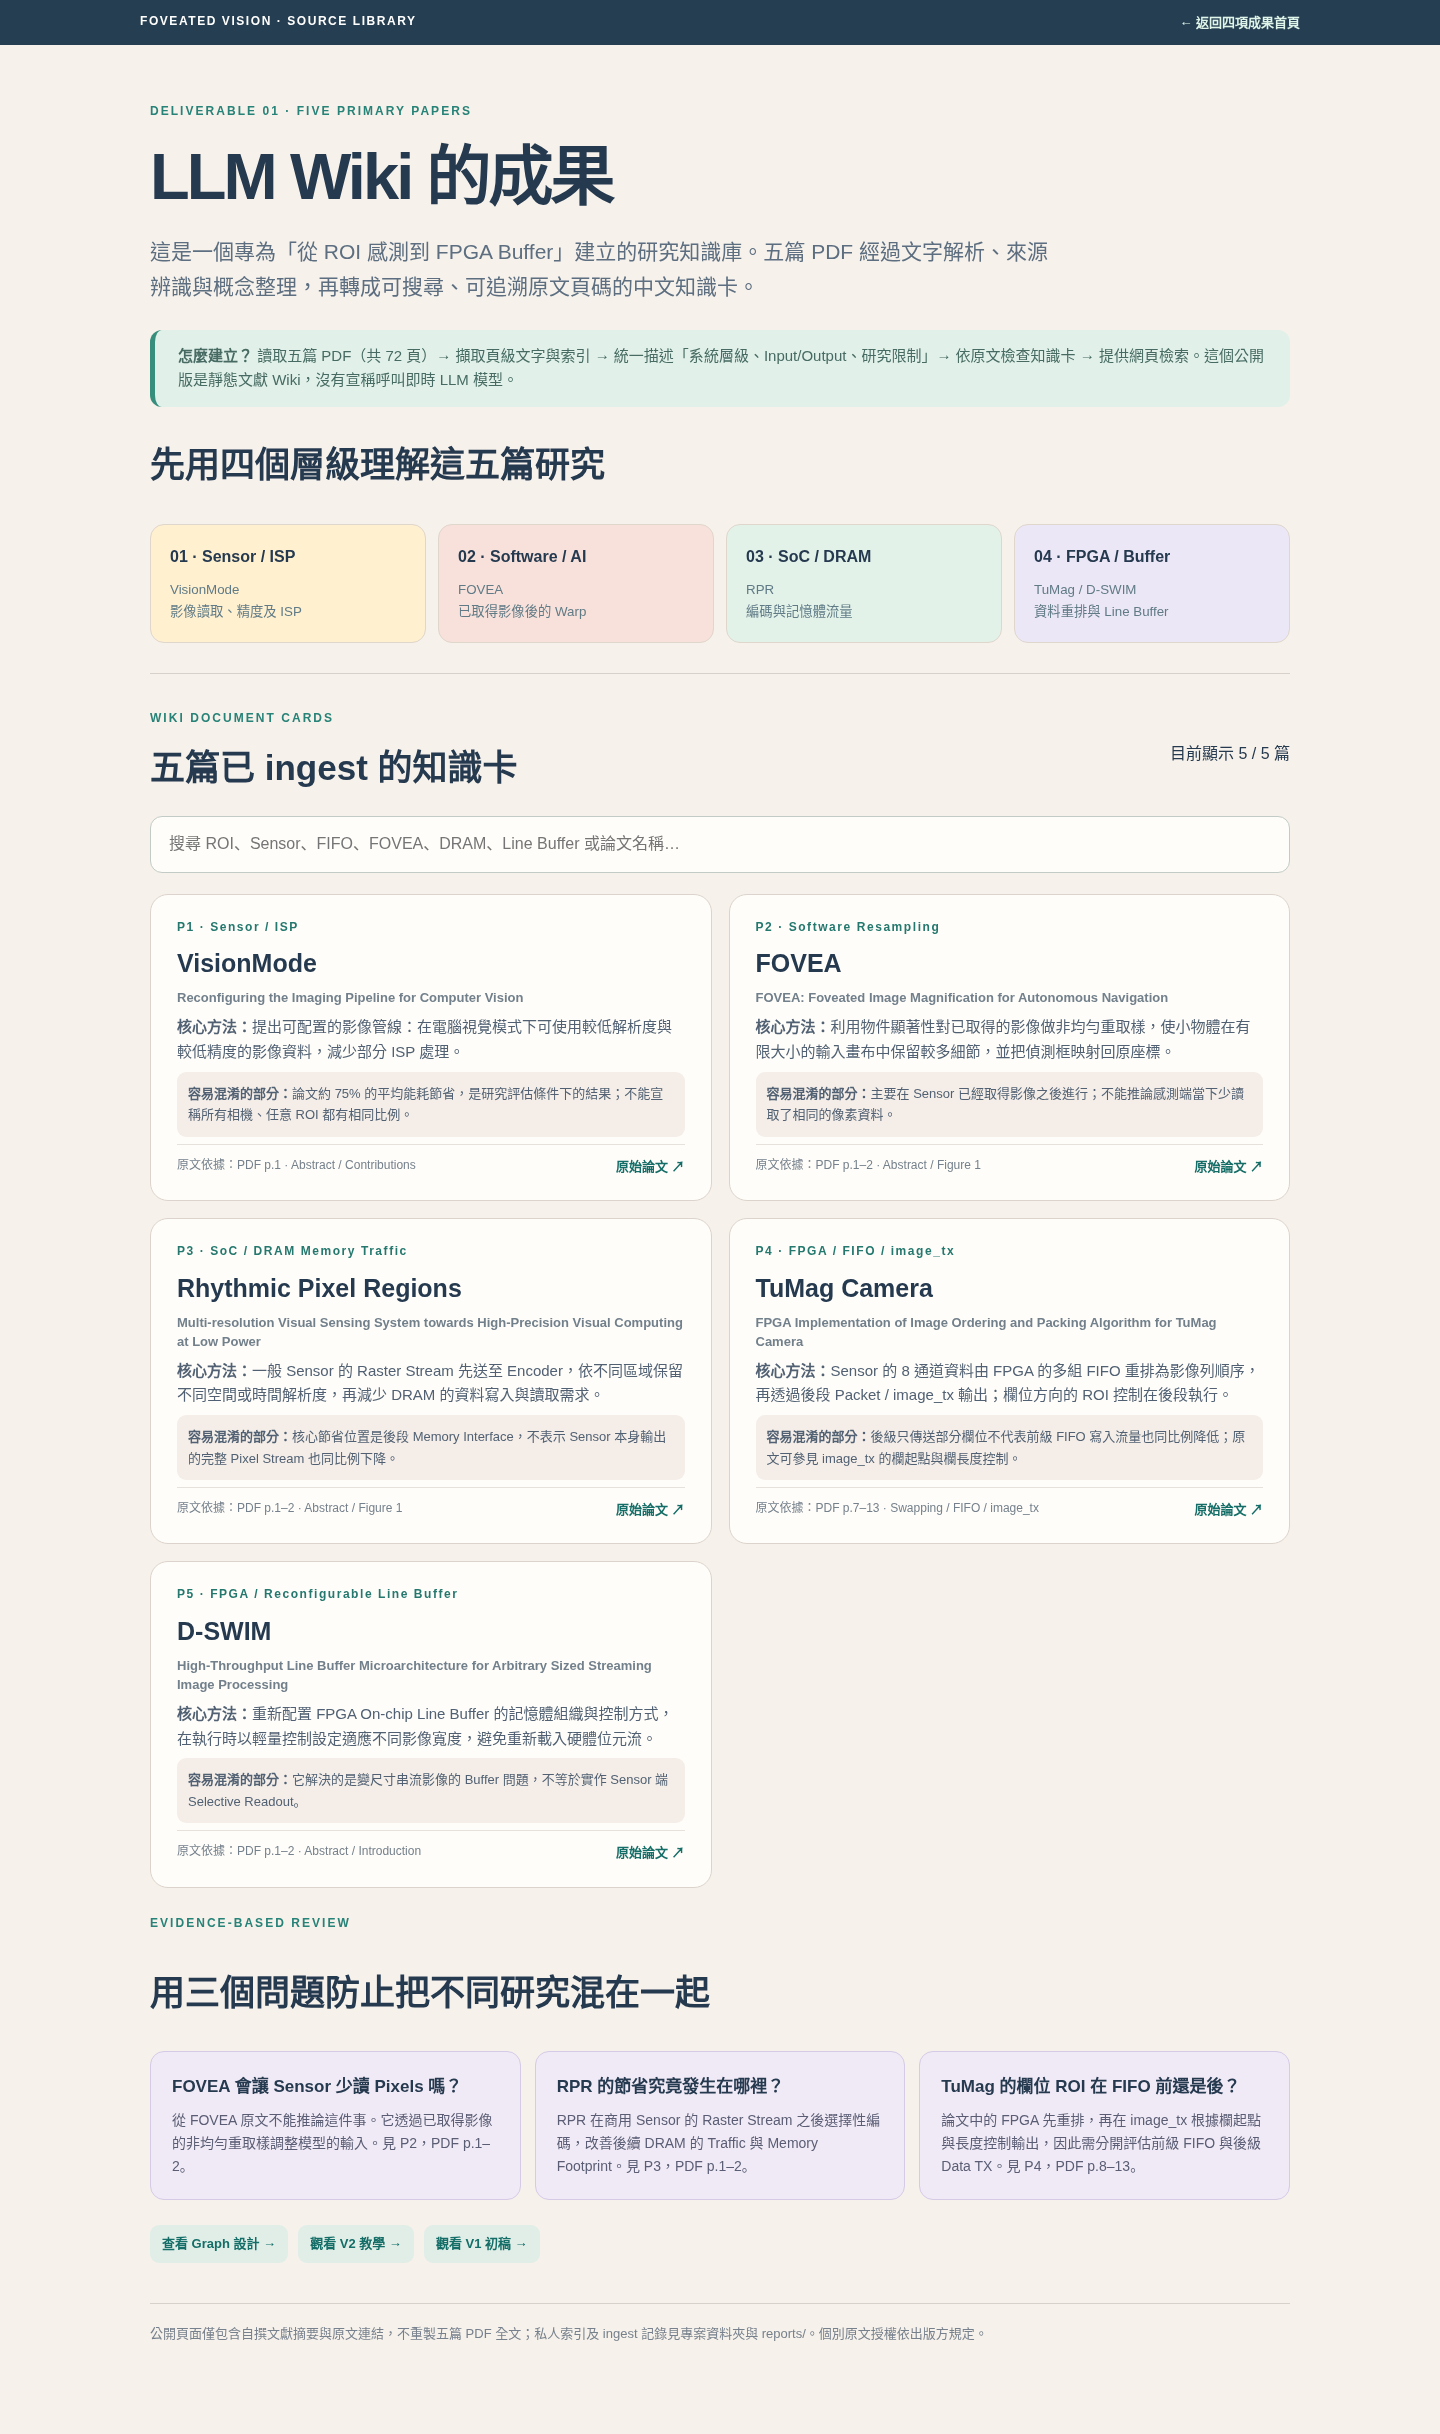 FOVEATED VISION · SOURCE LIBRARY
← 返回四項成果首頁
DELIVERABLE 01 · FIVE PRIMARY PAPERS
LLM Wiki 的成果
這是一個專為「從 ROI 感測到 FPGA Buffer」建立的研究知識庫。五篇 PDF 經過文字解析、來源
辨識與概念整理，再轉成可搜尋、可追溯原文頁碼的中文知識卡。
怎麼建立？ 讀取五篇 PDF（共 72 頁）→ 擷取頁級文字與索引 → 統一描述「系統層級、Input/Output、研究限制」→ 依原文檢查知識卡 → 提供網頁檢索。這個公開
版是靜態文獻 Wiki，沒有宣稱呼叫即時 LLM 模型。
先用四個層級理解這五篇研究
01 · Sensor / ISP
VisionMode
影像讀取、精度及 ISP
02 · Software / AI
FOVEA
已取得影像後的 Warp
03 · SoC / DRAM
RPR
編碼與記憶體流量
04 · FPGA / Buffer
TuMag / D-SWIM
資料重排與 Line Buffer
WIKI DOCUMENT CARDS
五篇已 ingest 的知識卡
目前顯示 5 / 5 篇
搜尋 ROI、Sensor、FIFO、FOVEA、DRAM、Line Buffer 或論文名稱…
P1 · Sensor / ISP
VisionMode
Reconfiguring the Imaging Pipeline for Computer Vision
核心方法：提出可配置的影像管線：在電腦視覺模式下可使用較低解析度與
較低精度的影像資料，減少部分 ISP 處理。
容易混淆的部分：論文約 75% 的平均能耗節省，是研究評估條件下的結果；不能宣
稱所有相機、任意 ROI 都有相同比例。
原文依據：PDF p.1 · Abstract / Contributions
原始論文 ↗
P2 · Software Resampling
FOVEA
FOVEA: Foveated Image Magnification for Autonomous Navigation
核心方法：利用物件顯著性對已取得的影像做非均勻重取樣，使小物體在有
限大小的輸入畫布中保留較多細節，並把偵測框映射回原座標。
容易混淆的部分：主要在 Sensor 已經取得影像之後進行；不能推論感測端當下少讀
取了相同的像素資料。
原文依據：PDF p.1–2 · Abstract / Figure 1
原始論文 ↗
P3 · SoC / DRAM Memory Traffic
Rhythmic Pixel Regions
Multi-resolution Visual Sensing System towards High-Precision Visual Computing
at Low Power
核心方法：一般 Sensor 的 Raster Stream 先送至 Encoder，依不同區域保留
不同空間或時間解析度，再減少 DRAM 的資料寫入與讀取需求。
容易混淆的部分：核心節省位置是後段 Memory Interface，不表示 Sensor 本身輸出
的完整 Pixel Stream 也同比例下降。
原文依據：PDF p.1–2 · Abstract / Figure 1
原始論文 ↗
P4 · FPGA / FIFO / image_tx
TuMag Camera
FPGA Implementation of Image Ordering and Packing Algorithm for TuMag
Camera
核心方法：Sensor 的 8 通道資料由 FPGA 的多組 FIFO 重排為影像列順序，
再透過後段 Packet / image_tx 輸出；欄位方向的 ROI 控制在後段執行。
容易混淆的部分：後級只傳送部分欄位不代表前級 FIFO 寫入流量也同比例降低；原
文可參見 image_tx 的欄起點與欄長度控制。
原文依據：PDF p.7–13 · Swapping / FIFO / image_tx
原始論文 ↗
P5 · FPGA / Reconfigurable Line Buffer
D-SWIM
High-Throughput Line Buffer Microarchitecture for Arbitrary Sized Streaming
Image Processing
核心方法：重新配置 FPGA On-chip Line Buffer 的記憶體組織與控制方式，
在執行時以輕量控制設定適應不同影像寬度，避免重新載入硬體位元流。
容易混淆的部分：它解決的是變尺寸串流影像的 Buffer 問題，不等於實作 Sensor 端
Selective Readout。
原文依據：PDF p.1–2 · Abstract / Introduction
原始論文 ↗
EVIDENCE-BASED REVIEW
用三個問題防止把不同研究混在一起
FOVEA 會讓 Sensor 少讀 Pixels 嗎？
從 FOVEA 原文不能推論這件事。它透過已取得影像
的非均勻重取樣調整模型的輸入。見 P2，PDF p.1–
2。
RPR 的節省究竟發生在哪裡？
RPR 在商用 Sensor 的 Raster Stream 之後選擇性編
碼，改善後續 DRAM 的 Traffic 與 Memory
Footprint。見 P3，PDF p.1–2。
TuMag 的欄位 ROI 在 FIFO 前還是後？
論文中的 FPGA 先重排，再在 image_tx 根據欄起點
與長度控制輸出，因此需分開評估前級 FIFO 與後級
Data TX。見 P4，PDF p.8–13。
查看 Graph 設計 →
觀看 V2 教學 →
觀看 V1 初稿 →
公開頁面僅包含自撰文獻摘要與原文連結，不重製五篇 PDF 全文；私人索引及 ingest 記錄見專案資料夾與 reports/。個別原文授權依出版方規定。